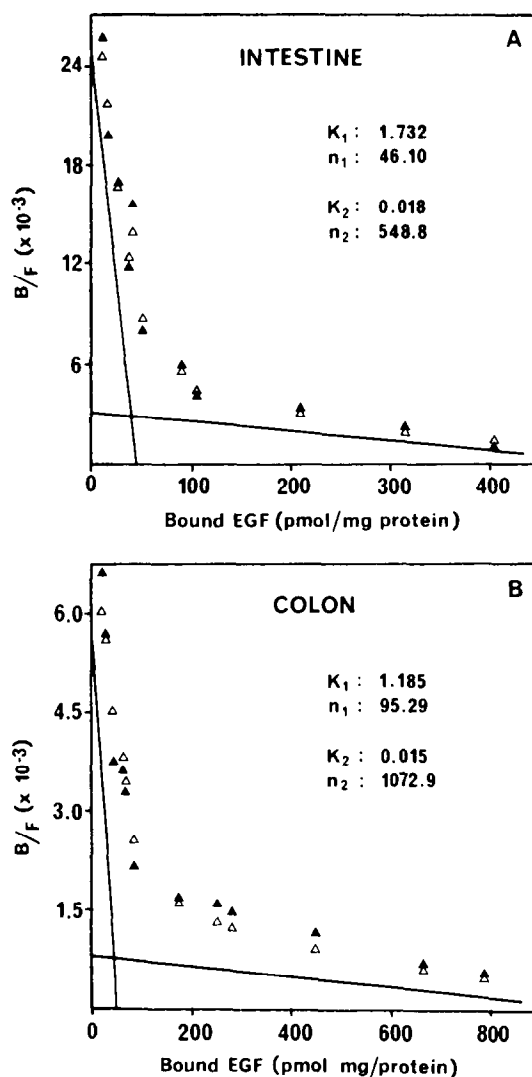 A
INTESTINE
K₁ : 1.732
n₁ : 46.10
K₂ : 0.018
n₂ : 548.8
B/F (x 10⁻³)
24
18
12
6
0 100 200 300 400
Bound EGF (pmol/mg protein)
B
COLON
K₁ : 1.185
n₁ : 95.29
K₂ : 0.015
n₂ : 1072.9
B/F (x 10⁻³)
6.0
4.5
3.0
1.5
0 200 400 600 800
Bound EGF (pmol mg/protein)